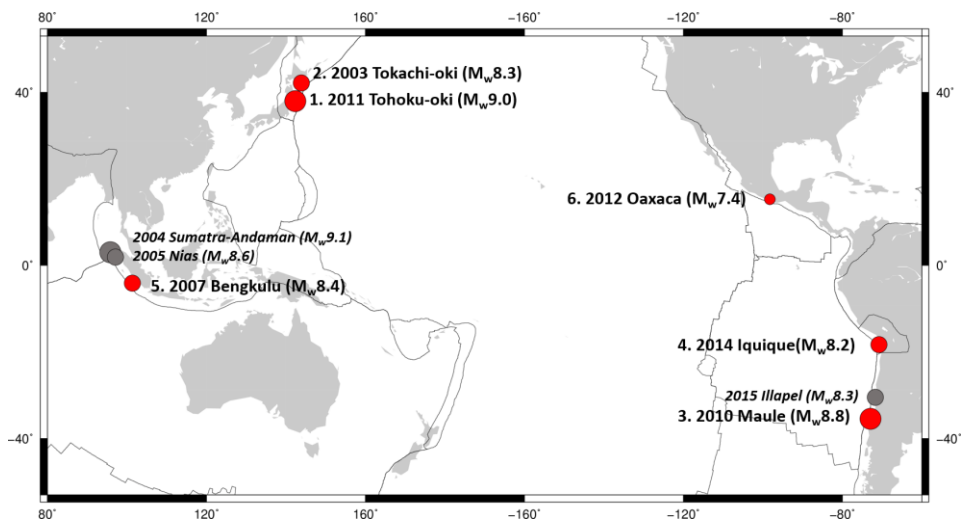 80° 120° 160° −160° −120° −80°
2. 2003 Tokachi-oki (Mw8.3)
40° 40°
1. 2011 Tohoku-oki (Mw9.0)
6. 2012 Oaxaca (Mw7.4)
2004 Sumatra-Andaman (Mw9.1)
2005 Nias (Mw8.6)
0° 0°
5. 2007 Bengkulu (Mw8.4)
4. 2014 Iquique(Mw8.2)
2015 Illapel (Mw8.3)
3. 2010 Maule (Mw8.8)
−40° −40°
80° 120° 160° −160° −120° −80°